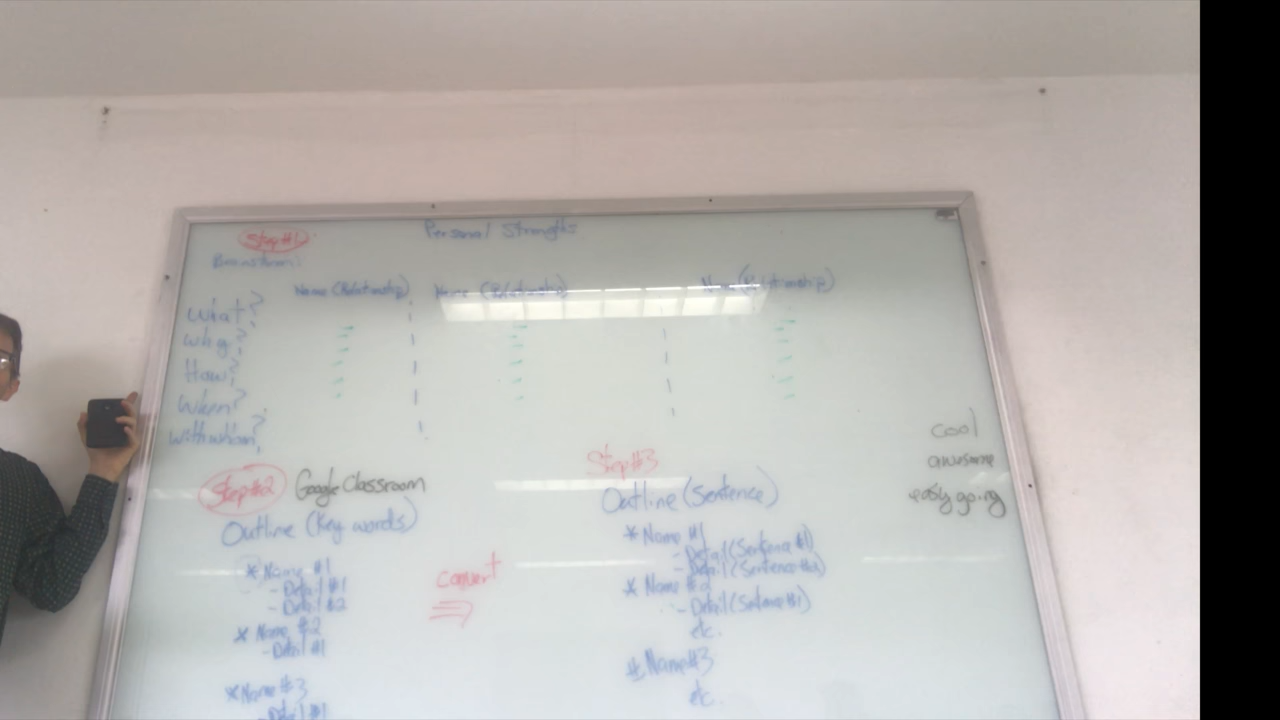 Step #1
Personal Strengths
Brainstorm:
Name (Relationship) Name (Relationship) Name (Relationship)
What?
Why?
How?
When?
With whom?
Step #2 Google Classroom
Outline (Key words)
* Name #1
- Detail #1
- Detail #2
* Name #2
- Detail #1
* Name #3
- Detail #1
convert
Step #3
Outline (Sentence)
* Name #1
- Detail (Sentence #1)
- Detail (Sentence #2)
* Name #2
- Detail (Sentence #1)
etc.
* Name #3
etc.
cool
awesome
easy going